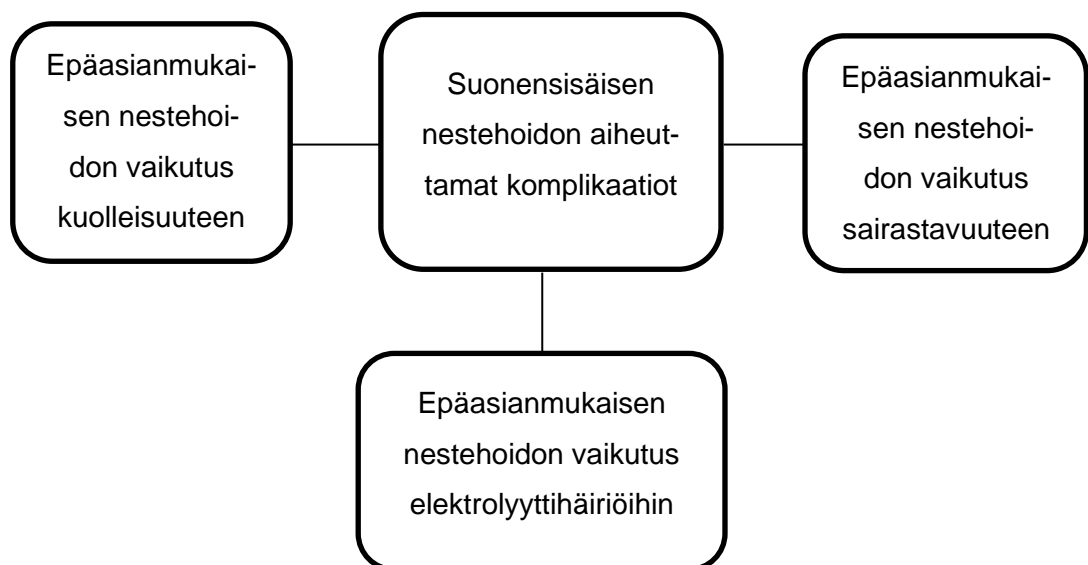 Epäasianmukai-
sen nestehoi-
don vaikutus
kuolleisuuteen
Suonensisäisen
nestehoidon aiheut-
tamat komplikaatiot
Epäasianmukai-
sen nestehoi-
don vaikutus
sairastavuuteen
Epäasianmukaisen
nestehoidon vaikutus
elektrolyyttihäiriöihin